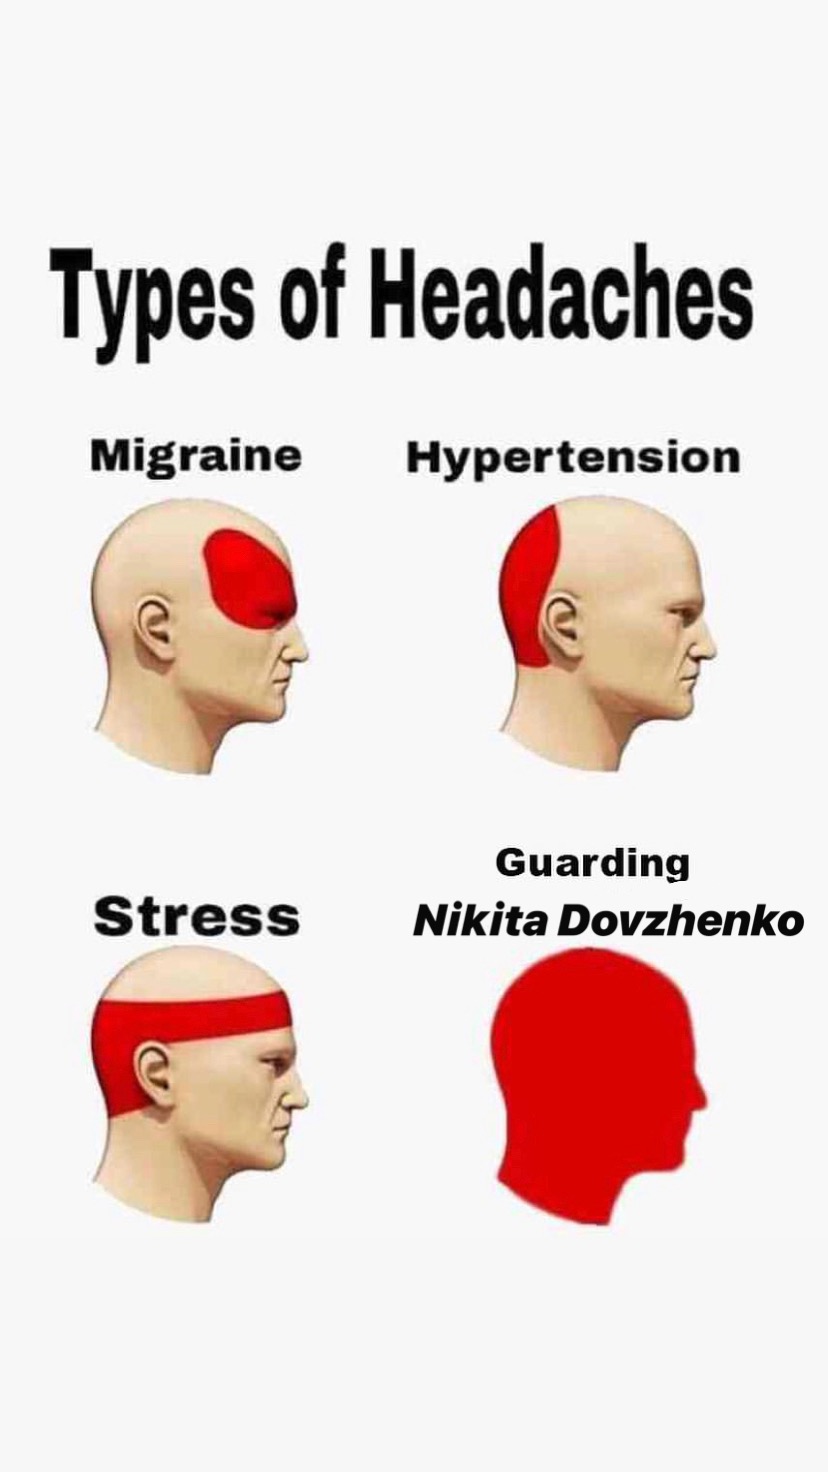 Types of Headaches
Migraine
Hypertension
Stress
Guarding
Nikita Dovzhenko